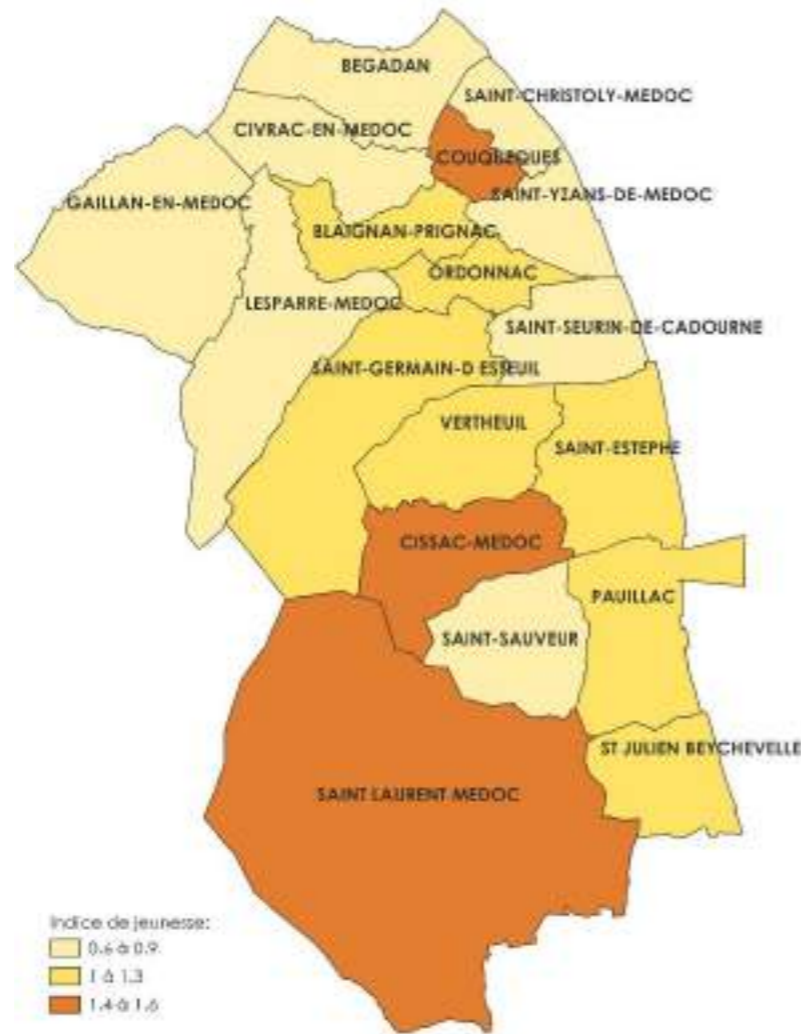 BEGADAN
SAINT-CHRISTOLY-MEDOC
CIVRAC-EN-MEDOC
COUQUEQUES
GAILLAN-EN-MEDOC
SAINT-YZANS-DE-MEDOC
BLAIGNAN-PRIGNAC
ORDONNAC
LESPARRE-MEDOC
SAINT-SEURIN-DE-CADOURNE
SAINT-GERMAIN-D ESTEUIL
VERTHEUIL
SAINT-ESTEPHE
CISSAC-MEDOC
PAUILLAC
SAINT-SAUVEUR
ST JULIEN BEYCHEVELLE
SAINT LAURENT MEDOC
Indice de jeunesse:
0.6 à 0.9
1 à 1.3
1.4 à 1.6